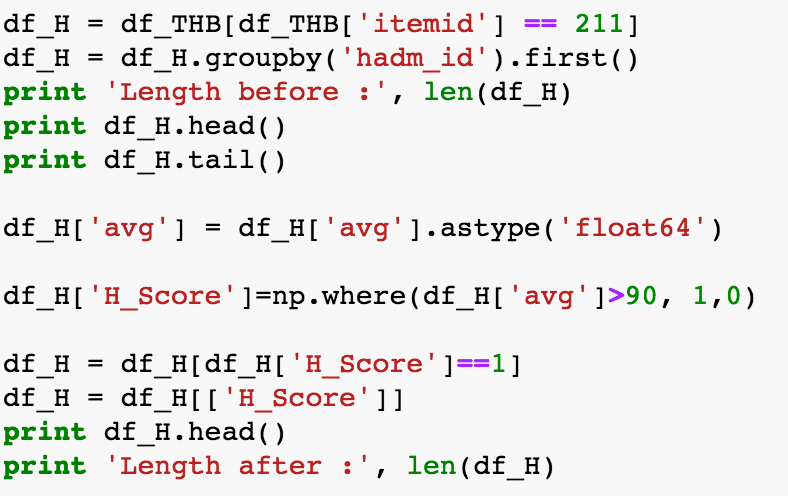 df_H = df_THB[df_THB['itemid'] == 211]
df_H = df_H.groupby('hadm_id').first()
print 'Length before :', len(df_H)
print df_H.head()
print df_H.tail()

df_H['avg'] = df_H['avg'].astype('float64')

df_H['H_Score']=np.where(df_H['avg']>90, 1,0)

df_H = df_H[df_H['H_Score']==1]
df_H = df_H[['H_Score']]
print df_H.head()
print 'Length after :', len(df_H)